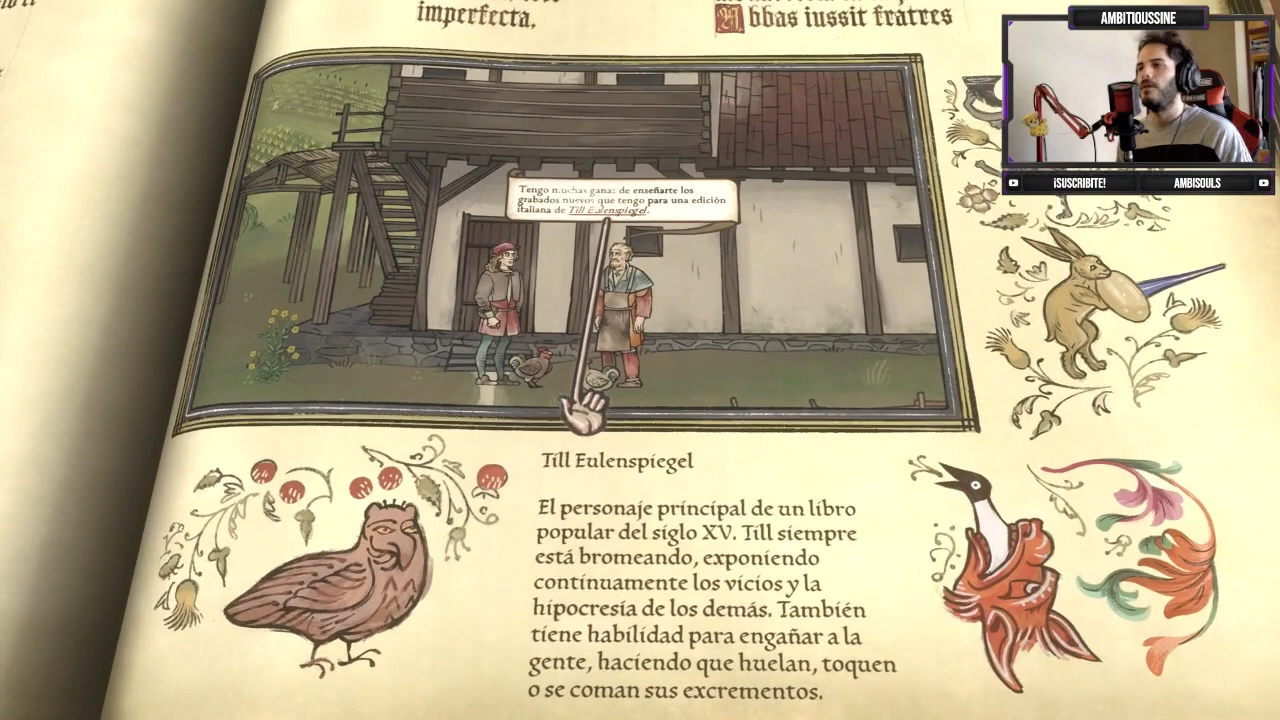 imperfecta.
bbas iussit fratres
AMBITIOUSSINE
¡SUSCRIBITE!
AMBISOULS
Tengo muchas ganas de enseñarte los
grabados nuevos que tengo para una edición
italiana de Till Eulenspiegel.
Till Eulenspiegel
El personaje principal de un libro
popular del siglo XV. Till siempre
está bromeando, exponiendo
continuamente los vicios y la
hipocresía de los demás. También
tiene habilidad para engañar a la
gente, haciendo que huelan, toquen
o se coman sus excrementos.